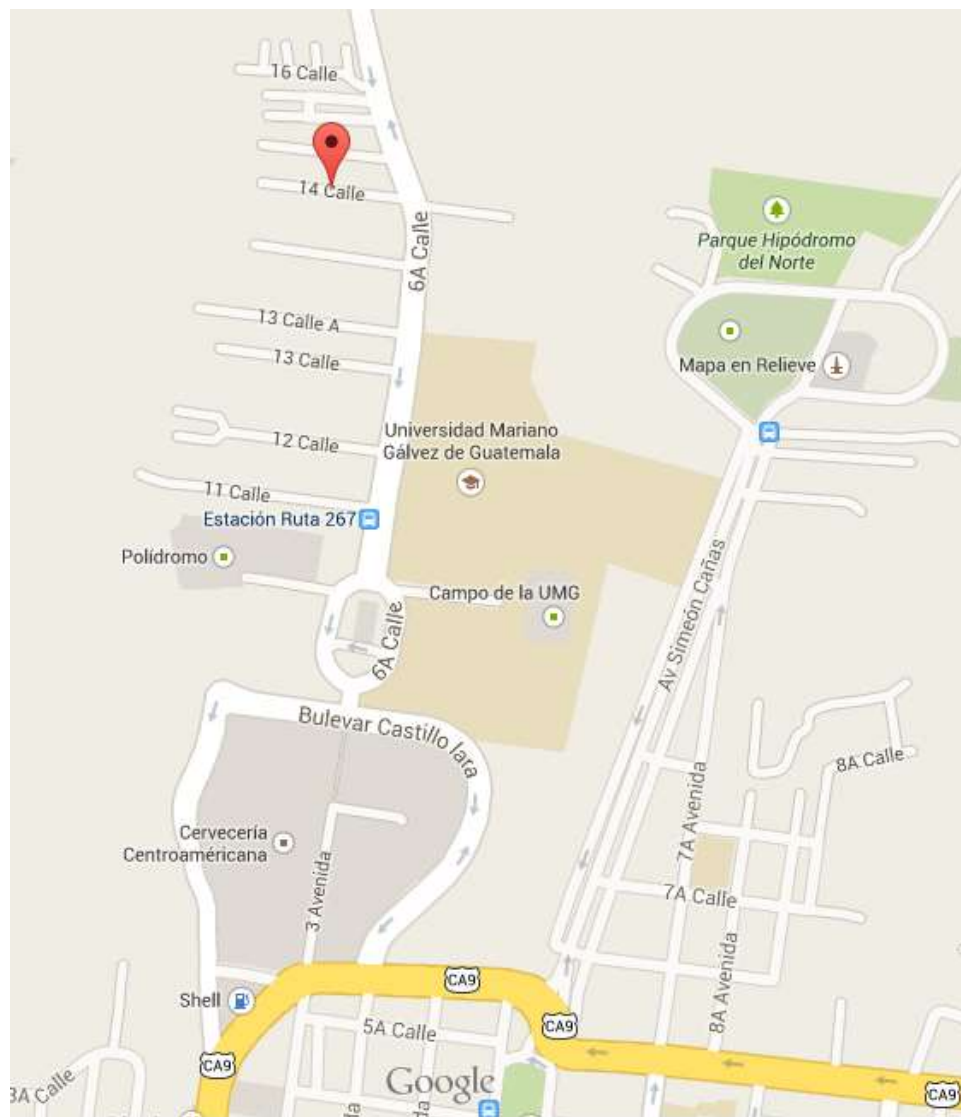 16 Calle
14 Calle
6A Calle
Parque Hipódromo
del Norte
13 Calle A
13 Calle
Mapa en Relieve
12 Calle
Universidad Mariano
Gálvez de Guatemala
11 Calle
Estación Ruta 267
Polídromo
Campo de la UMG
6A Calle
Av Simeón Cañas
Bulevar Castillo lara
8A Calle
7A Avenida
Cervecería
Centroaméricana
3 Avenida
7A Calle
8A Avenida
CA9
Shell
5A Calle
CA9
CA9
3A Calle
Google
CA9